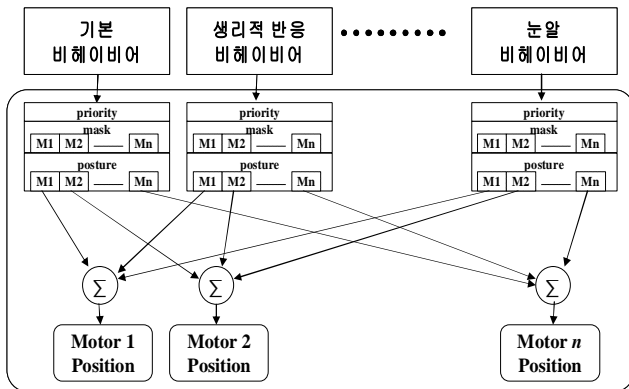 기본
비헤이비어
생리적 반응
비헤이비어
눈알
비헤이비어
priority
mask
M1 M2 Mn
posture
M1 M2 Mn
priority
mask
M1 M2 Mn
posture
M1 M2 Mn
priority
mask
M1 M2 Mn
posture
M1 M2 Mn
Σ Σ Σ
Motor 1
Position
Motor 2
Position
Motor n
Position